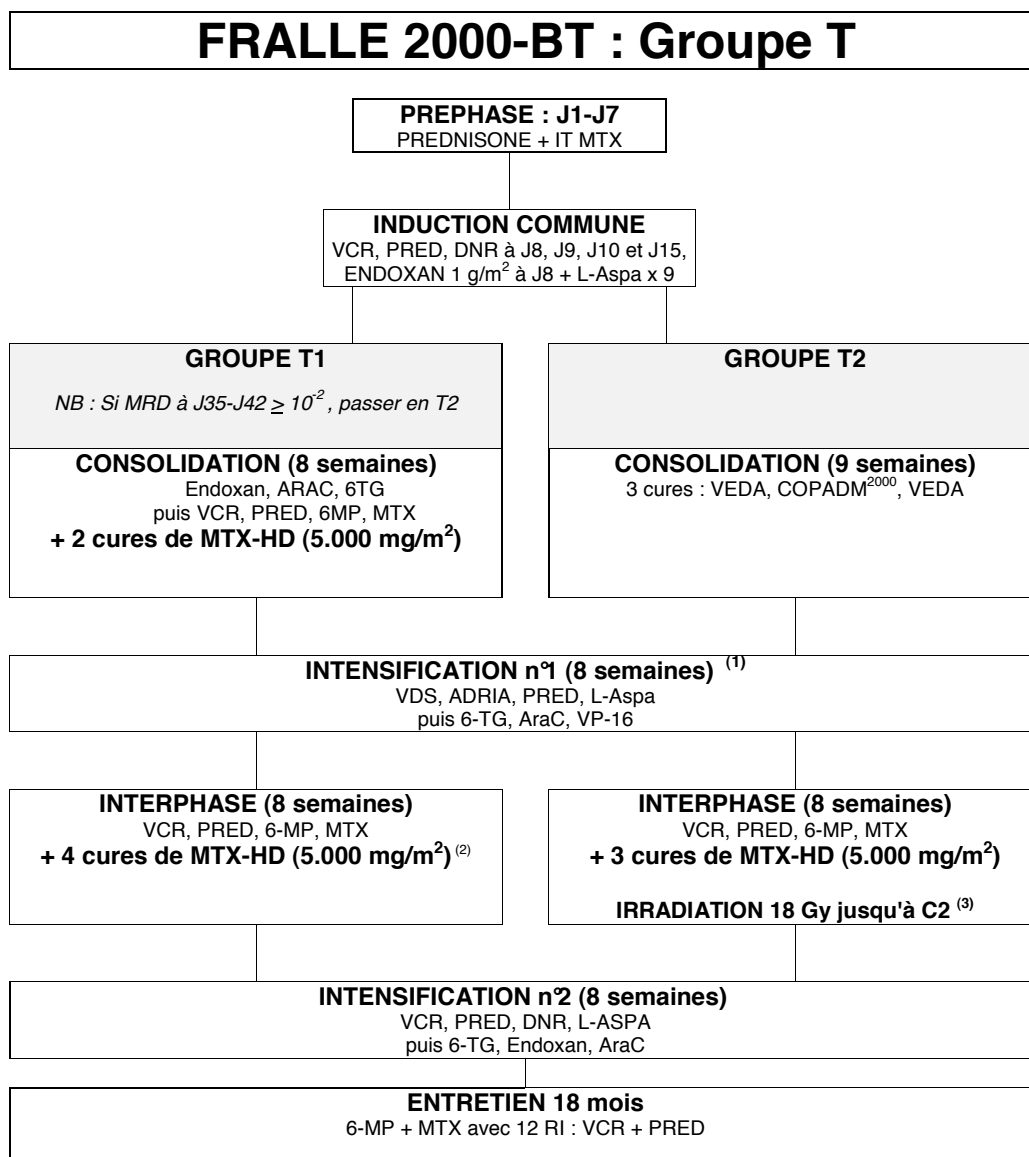 FRALLE 2000-BT : Groupe T
PREPHASE : J1-J7
PREDNISONE + IT MTX
INDUCTION COMMUNE
VCR, PRED, DNR à J8, J9, J10 et J15,
ENDOXAN 1 g/m² à J8 + L-Aspa x 9
GROUPE T1
NB : Si MRD à J35-J42 ≥ 10⁻², passer en T2
CONSOLIDATION (8 semaines)
Endoxan, ARAC, 6TG
puis VCR, PRED, 6MP, MTX
+ 2 cures de MTX-HD (5.000 mg/m²)
GROUPE T2
CONSOLIDATION (9 semaines)
3 cures : VEDA, COPADM²⁰⁰⁰, VEDA
INTENSIFICATION n°1 (8 semaines) (1)
VDS, ADRIA, PRED, L-Aspa
puis 6-TG, AraC, VP-16
INTERPHASE (8 semaines)
VCR, PRED, 6-MP, MTX
+ 4 cures de MTX-HD (5.000 mg/m²) (2)
INTERPHASE (8 semaines)
VCR, PRED, 6-MP, MTX
+ 3 cures de MTX-HD (5.000 mg/m²)
IRRADIATION 18 Gy jusqu'à C2 (3)
INTENSIFICATION n°2 (8 semaines)
VCR, PRED, DNR, L-ASPA
puis 6-TG, Endoxan, AraC
ENTRETIEN 18 mois
6-MP + MTX avec 12 RI : VCR + PRED